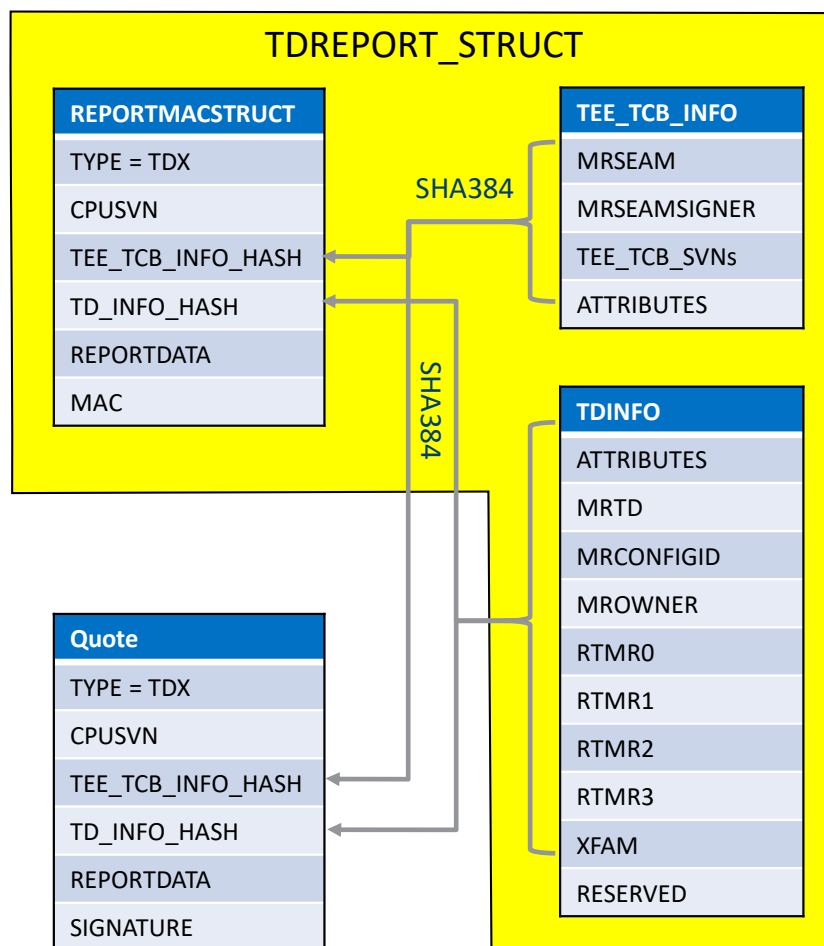 TDREPORT_STRUCT
REPORTMACSTRUCT
TYPE = TDX
CPUSVN
TEE_TCB_INFO_HASH
TD_INFO_HASH
REPORTDATA
MAC
SHA384
SHA384
TEE_TCB_INFO
MRSEAM
MRSEAMSIGNER
TEE_TCB_SVNs
ATTRIBUTES
TDINFO
ATTRIBUTES
MRTD
MRCONFIGID
MROWNER
RTMR0
RTMR1
RTMR2
RTMR3
XFAM
RESERVED
Quote
TYPE = TDX
CPUSVN
TEE_TCB_INFO_HASH
TD_INFO_HASH
REPORTDATA
SIGNATURE